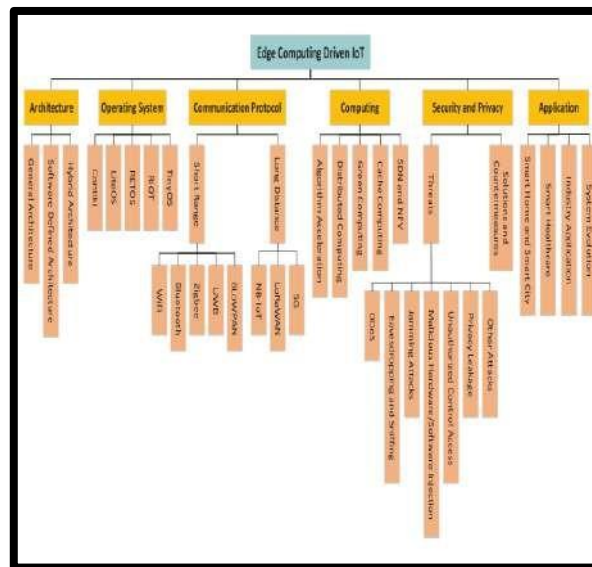 Edge Computing Driven IoT
Architecture
Operating System
Communication Protocol
Computing
Security and Privacy
Application
General Architecture
Software Defined Architecture
Hybrid Architecture
Contiki
LiteOS
RETOS
RIOT
TinyOS
Short Range
Long Distance
Algorithm Acceleration
Distributed Computing
Green Computing
Cache Computing
SDN and NFV
Threats
Solutions and
Countermeasures
Smart Home and Smart City
Smart Healthcare
Industry Application
System Evolution
WiFi
Bluetooth
Zigbee
UWB
6LoWPAN
NB-IoT
LoRaWAN
5G
DDoS
Eavesdropping and Sniffing
Jamming Attacks
Malicious Hardware/Software Injection
Unauthorized Control Access
Privacy Leakage
Other Attacks